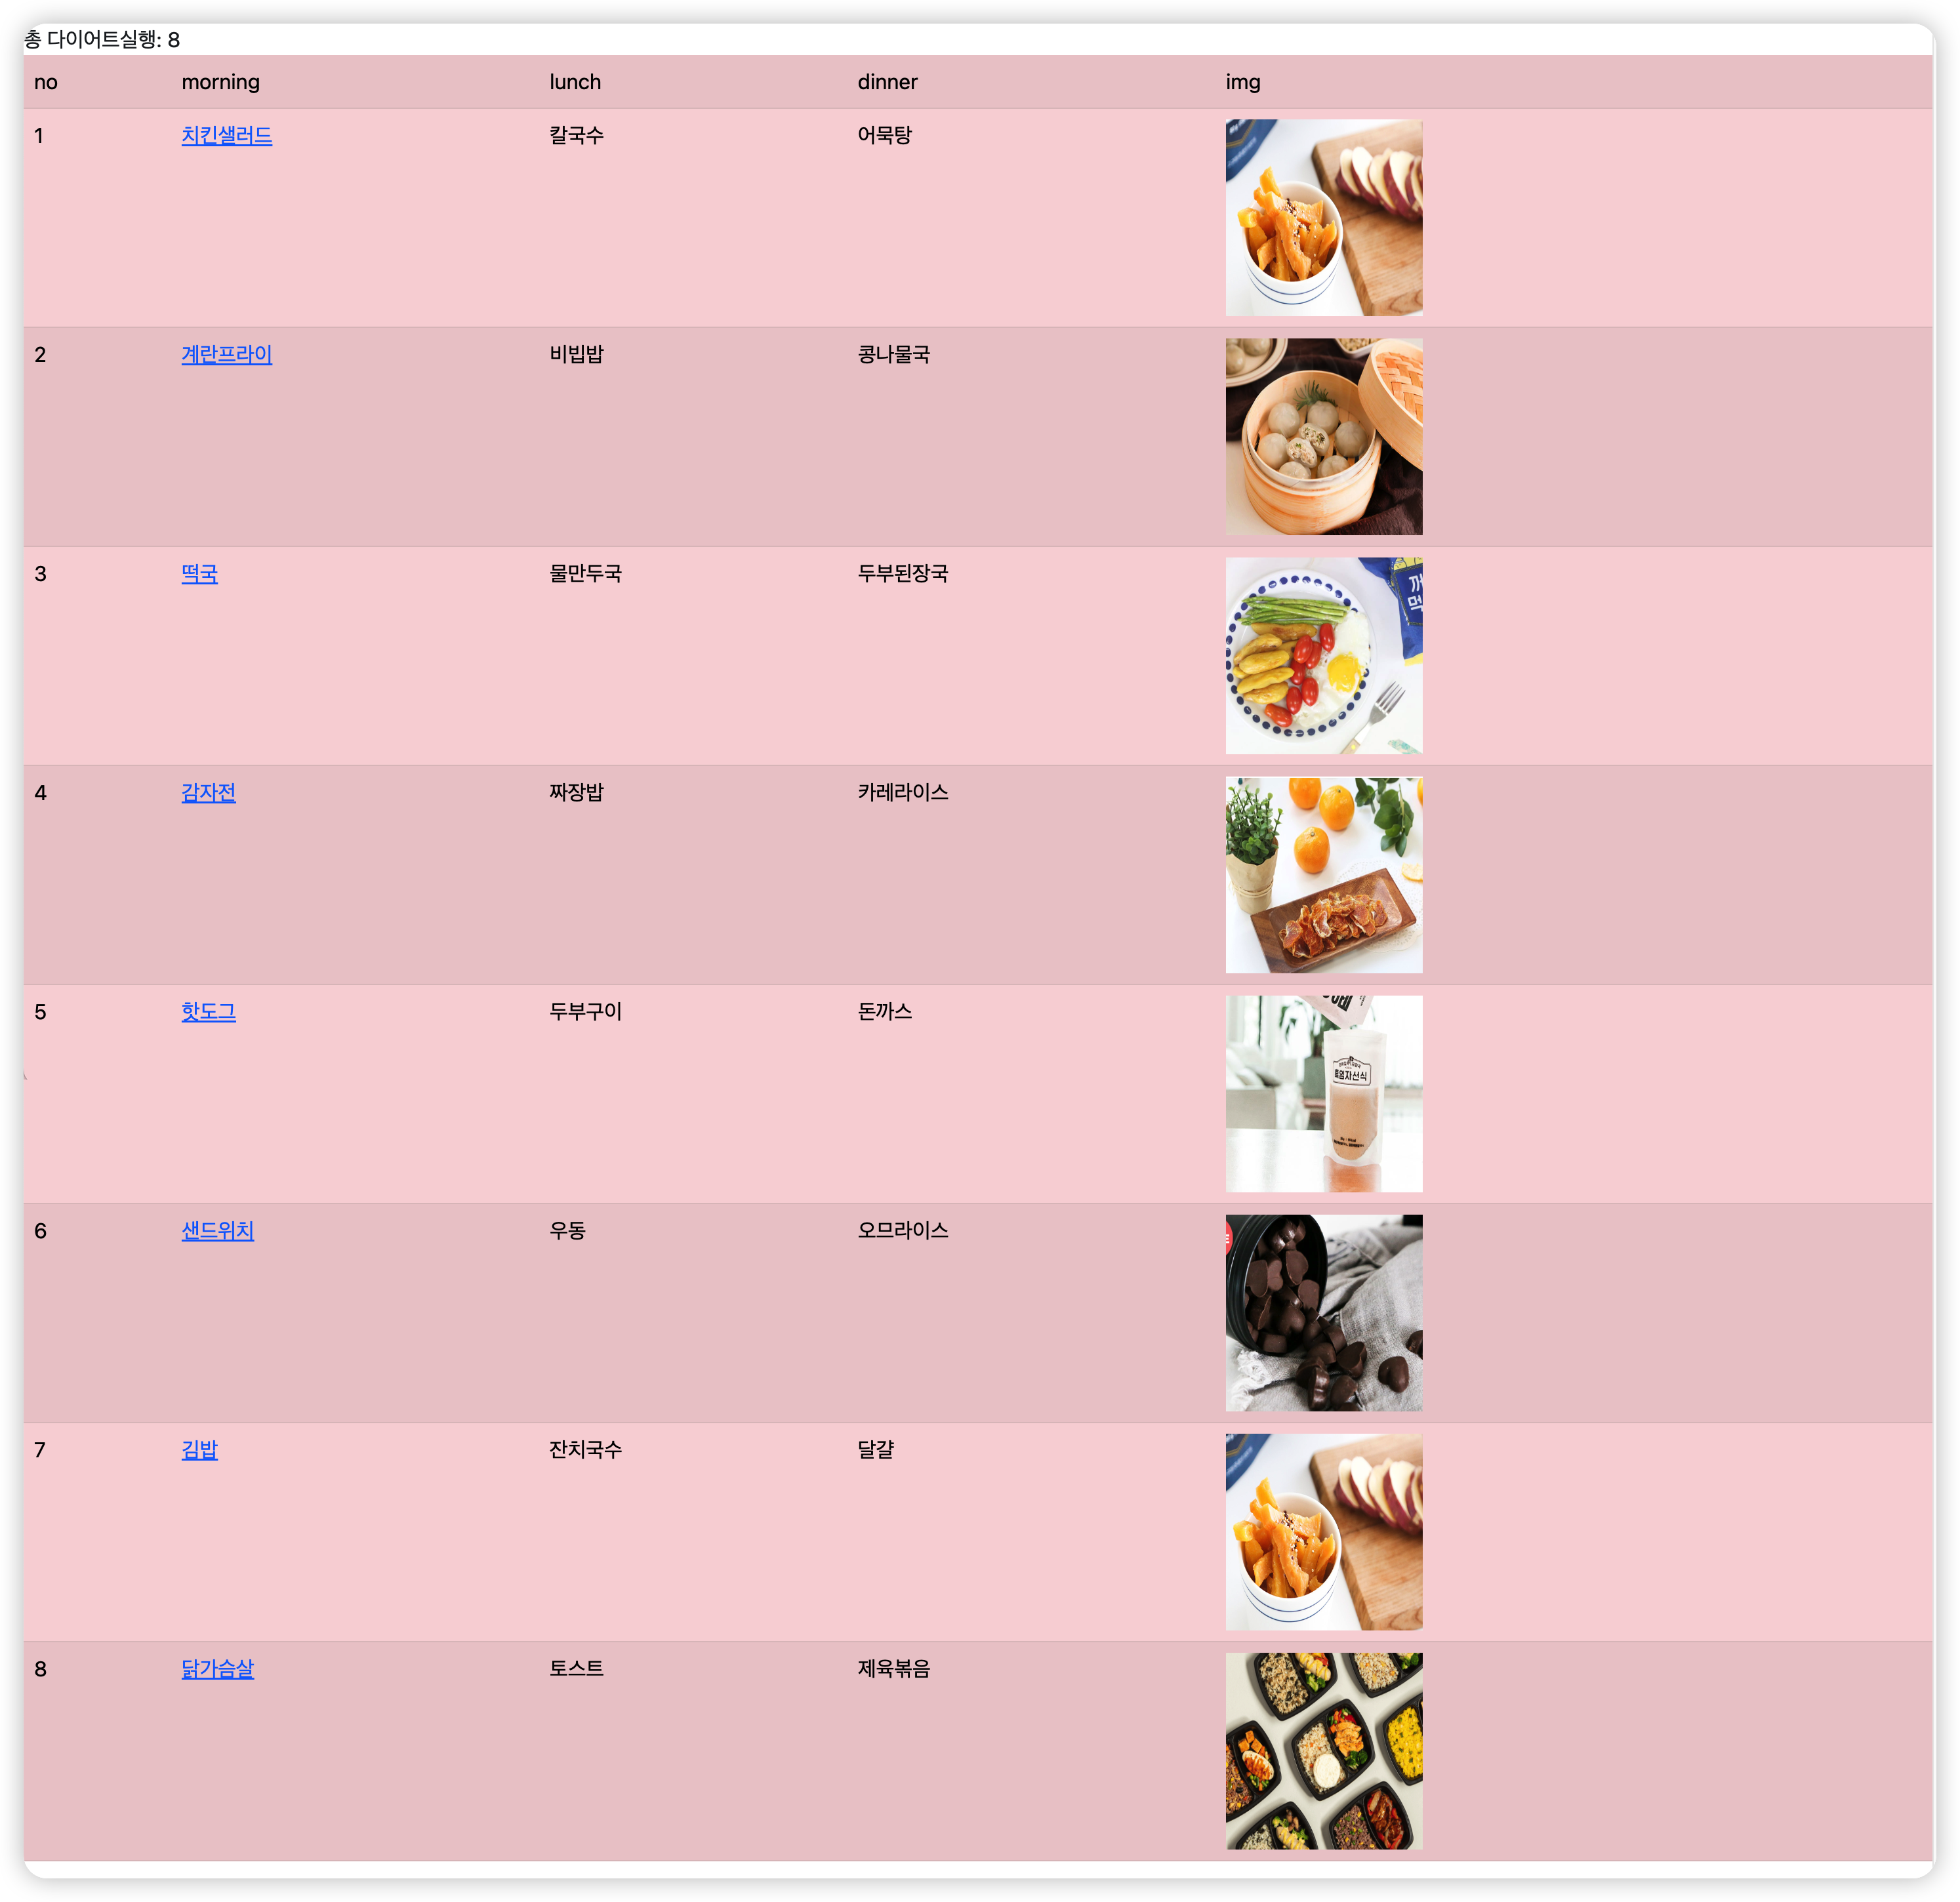 총 다이어트실행: 8
no morning lunch dinner img
1 치킨샐러드 칼국수 어묵탕
2 계란프라이 비빔밥 콩나물국
3 떡국 물만두국 두부된장국
4 감자전 짜장밥 카레라이스
5 핫도그 두부구이 돈까스
6 샌드위치 우동 오므라이스
7 김밥 잔치국수 달걀
8 닭가슴살 토스트 제육볶음